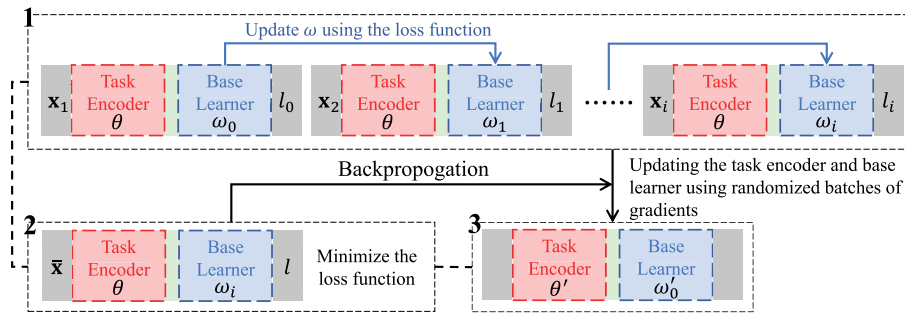 1
Update ω using the loss function
x₁
Task
Encoder
θ
Base
Learner
ω₀
l₀
x₂
Task
Encoder
θ
Base
Learner
ω₁
l₁
......
xᵢ
Task
Encoder
θ
Base
Learner
ωᵢ
lᵢ
Backpropogation
Updating the task encoder and base
learner using randomized batches of
gradients
2
x̄
Task
Encoder
θ
Base
Learner
ωᵢ
l
Minimize the
loss function
3
Task
Encoder
θ′
Base
Learner
ω₀′